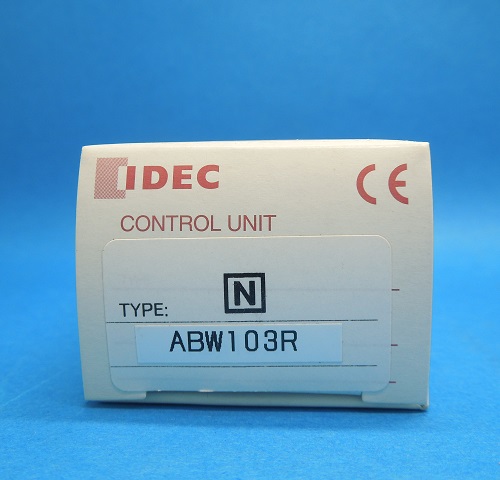 IDEC CE
CONTROL UNIT
N
TYPE:
ABW103R